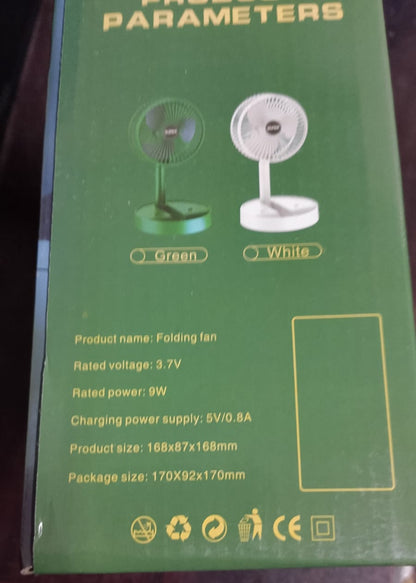 PRODUCT
PARAMETERS
Green
White
Product name: Folding fan
Rated voltage: 3.7V
Rated power: 9W
Charging power supply: 5V/0.8A
Product size: 168x87x168mm
Package size: 170X92x170mm
CE